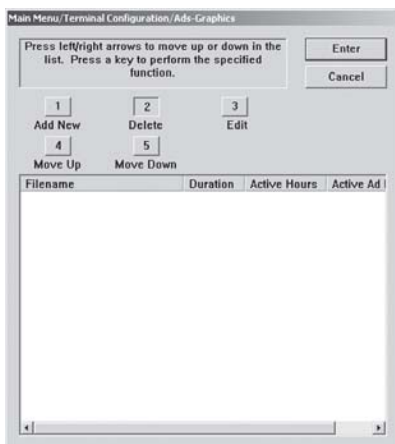 Main Menu/Terminal Configuration/Ads-Graphics
Press left/right arrows to move up or down in the
list. Press a key to perform the specified
function.
Enter
Cancel
1 2 3
Add New Delete Edit
4 5
Move Up Move Down
Filename Duration Active Hours Active Ad